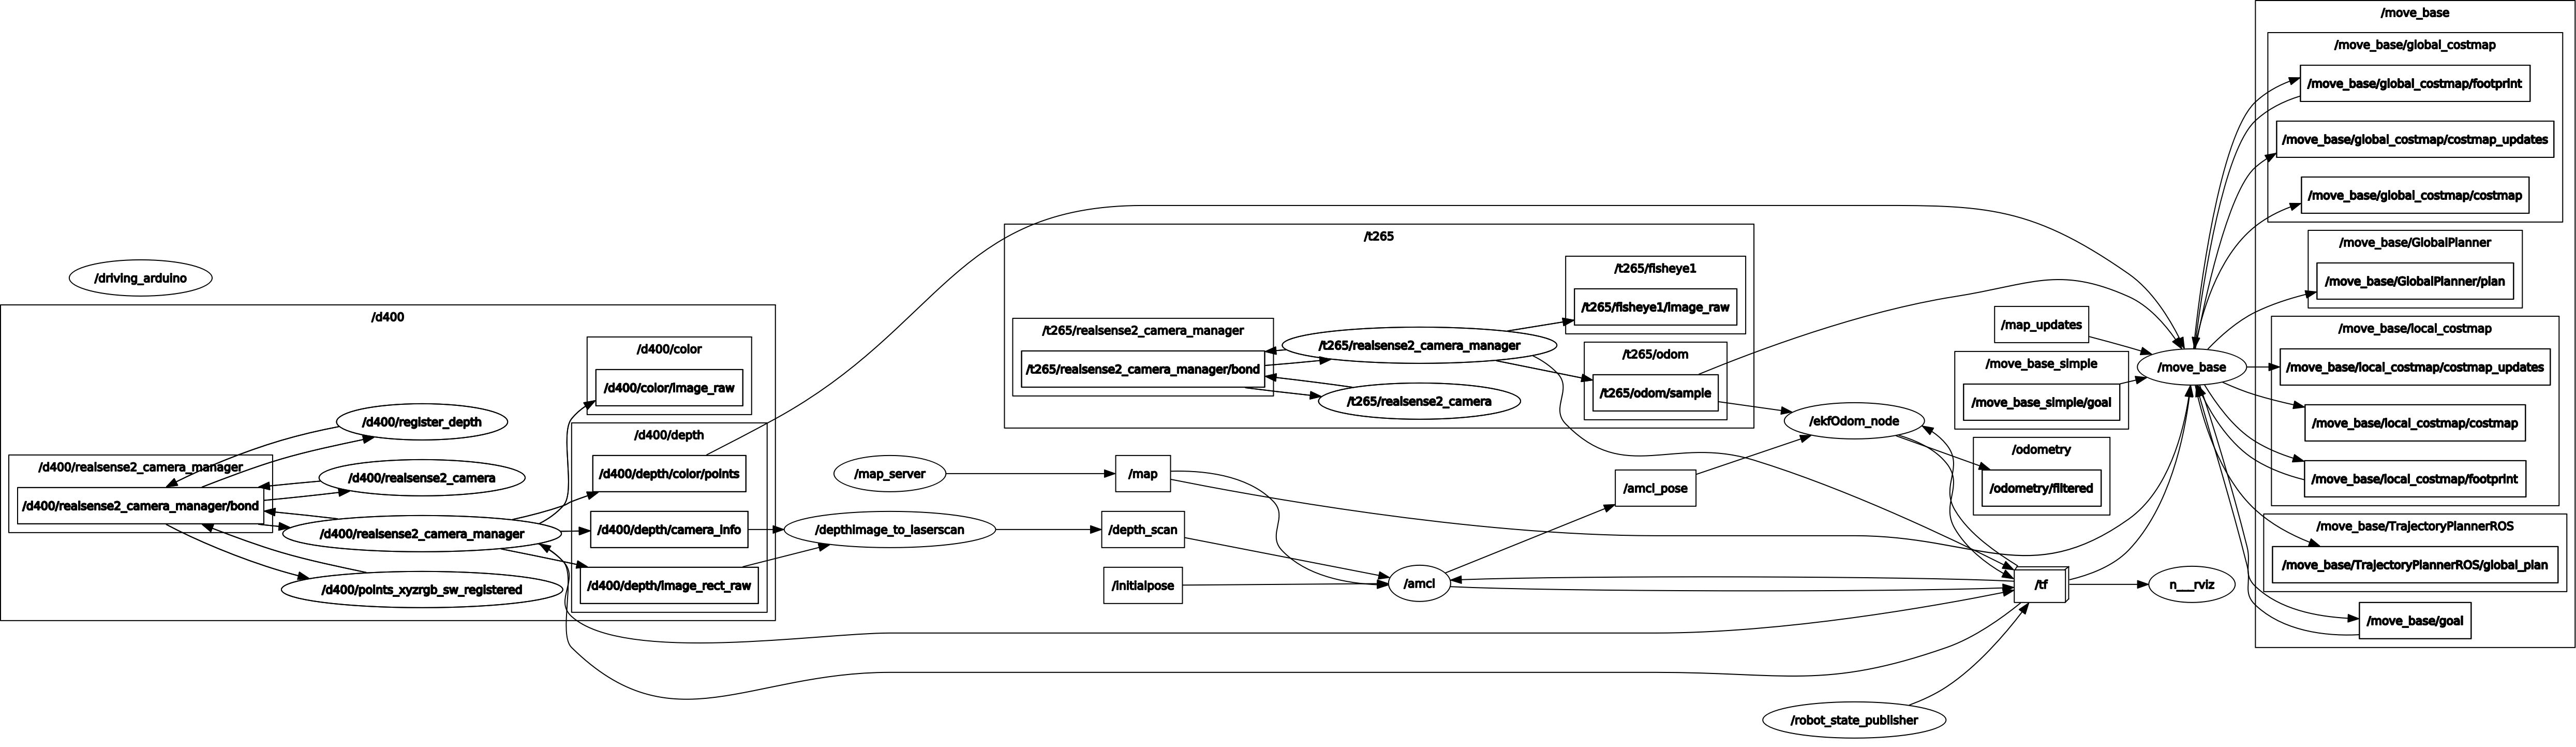 /driving_arduino
/d400
/d400/realsense2_camera_manager
/d400/realsense2_camera_manager/bond
/d400/register_depth
/d400/realsense2_camera
/d400/realsense2_camera_manager
/d400/points_xyzrgb_sw_registered
/d400/color
/d400/color/image_raw
/d400/depth
/d400/depth/color/points
/d400/depth/camera_info
/d400/depth/image_rect_raw
/map_server
/depthimage_to_laserscan
/map
/depth_scan
/initialpose
/t265
/t265/realsense2_camera_manager
/t265/realsense2_camera_manager/bond
/t265/realsense2_camera_manager
/t265/realsense2_camera
/t265/fisheye1
/t265/fisheye1/image_raw
/t265/odom
/t265/odom/sample
/amcl
/amcl_pose
/ekfOdom_node
/robot_state_publisher
/map_updates
/move_base_simple
/move_base_simple/goal
/odometry
/odometry/filtered
/tf
/move_base
n___rviz
/move_base
/move_base/global_costmap
/move_base/global_costmap/footprint
/move_base/global_costmap/costmap_updates
/move_base/global_costmap/costmap
/move_base/GlobalPlanner
/move_base/GlobalPlanner/plan
/move_base/local_costmap
/move_base/local_costmap/costmap_updates
/move_base/local_costmap/costmap
/move_base/local_costmap/footprint
/move_base/TrajectoryPlannerROS
/move_base/TrajectoryPlannerROS/global_plan
/move_base/goal